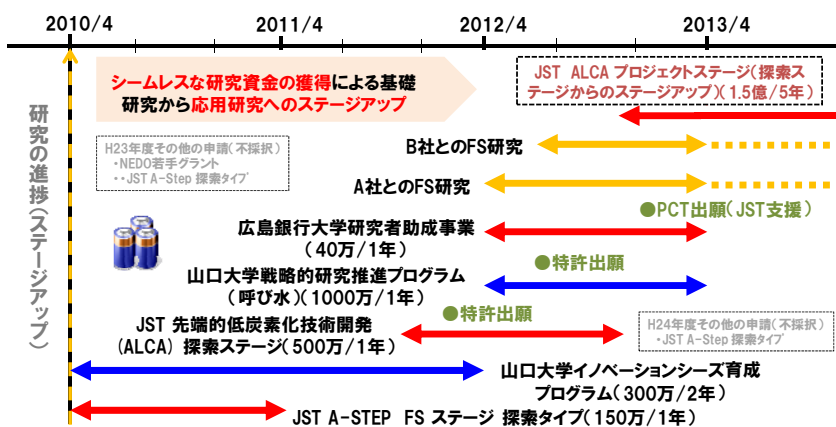 2010/4
2011/4
2012/4
2013/4
シームレスな研究資金の獲得による基礎
研究から応用研究へのステージアップ
JST ALCA プロジェクトステージ(探索ス
テージからのステージアップ)(1.5億/5年)
研究の進捗(ステージアップ)
H23年度その他の申請(不採択)
・NEDO若手グラント
・・JST A-Step 探索タイプ
B社とのFS研究
A社とのFS研究
●PCT出願(JST支援)
広島銀行大学研究者助成事業
(40万/1年)
●特許出願
山口大学戦略的研究推進プログラム
(呼び水)(1000万/1年)
●特許出願
JST 先端的低炭素化技術開発
(ALCA) 探索ステージ(500万/1年)
H24年度その他の申請(不採択)
・JST A-Step 探索タイプ
山口大学イノベーションシーズ育成
プログラム(300万/2年)
JST A-STEP FS ステージ 探索タイプ(150万/1年)